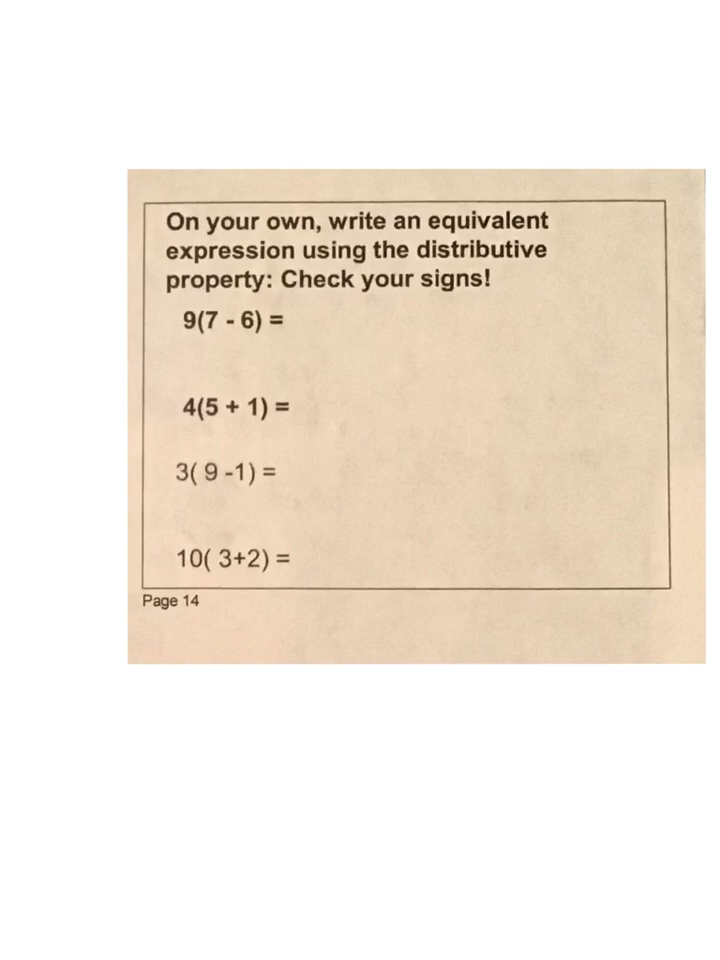 On your own, write an equivalent
expression using the distributive
property: Check your signs!
9(7 - 6) =
4(5 + 1) =
3( 9 -1) =
10( 3+2) =
Page 14